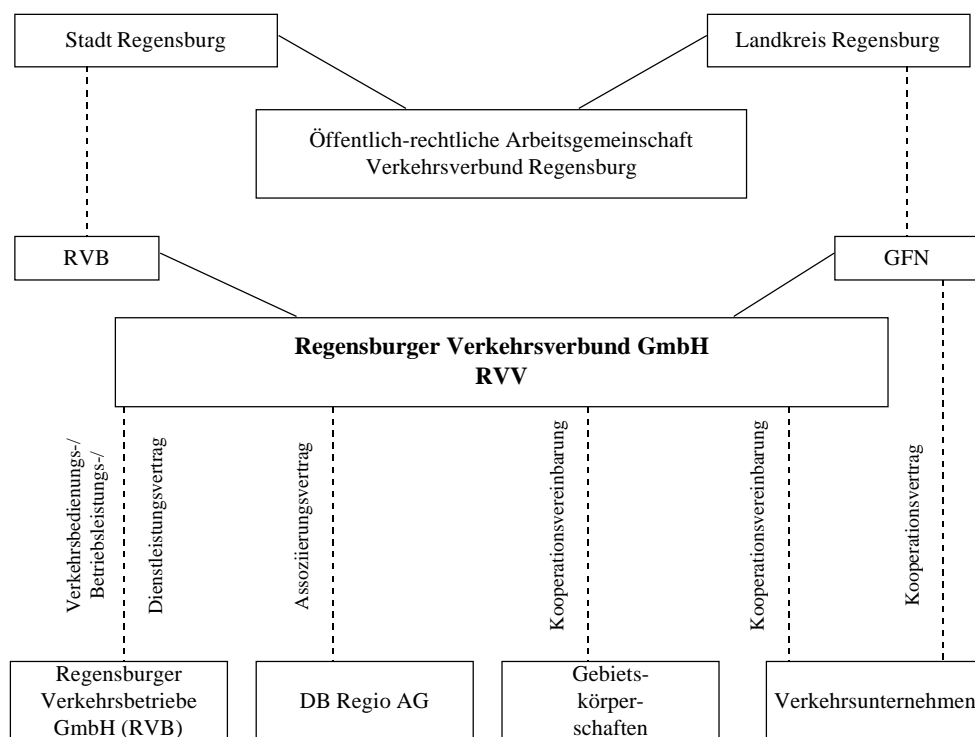 Stadt Regensburg
Landkreis Regensburg
Öffentlich-rechtliche Arbeitsgemeinschaft
Verkehrsverbund Regensburg
RVB
GFN
Regensburger Verkehrsverbund GmbH
RVV
Verkehrsbedienungs-/
Betriebsleistungs-/
Dienstleistungsvertrag
Assoziierungsvertrag
Kooperationsvereinbarung
Kooperationsvereinbarung
Kooperationsvertrag
Regensburger
Verkehrsbetriebe
GmbH (RVB)
DB Regio AG
Gebiets-
körper-
schaften
Verkehrsunternehmen